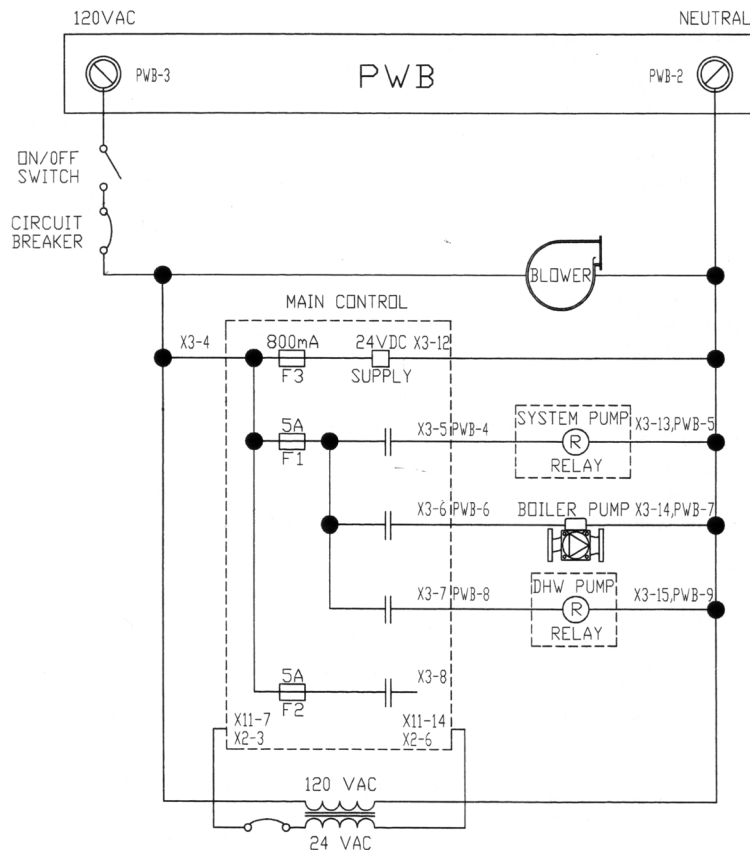 120VAC NEUTRAL
PWB-3 PWB PWB-2
ON/OFF
SWITCH
CIRCUIT
BREAKER
BLOWER
MAIN CONTROL
X3-4 800mA 24VDC X3-12
F3 SUPPLY
5A X3-5 PWB-4 SYSTEM PUMP X3-13,PWB-5
F1 R
RELAY
X3-6 PWB-6 BOILER PUMP X3-14,PWB-7
X3-7 PWB-8 DHW PUMP X3-15,PWB-9
R
RELAY
5A X3-8
F2
X11-7 X11-14
X2-3 X2-6
120 VAC
24 VAC